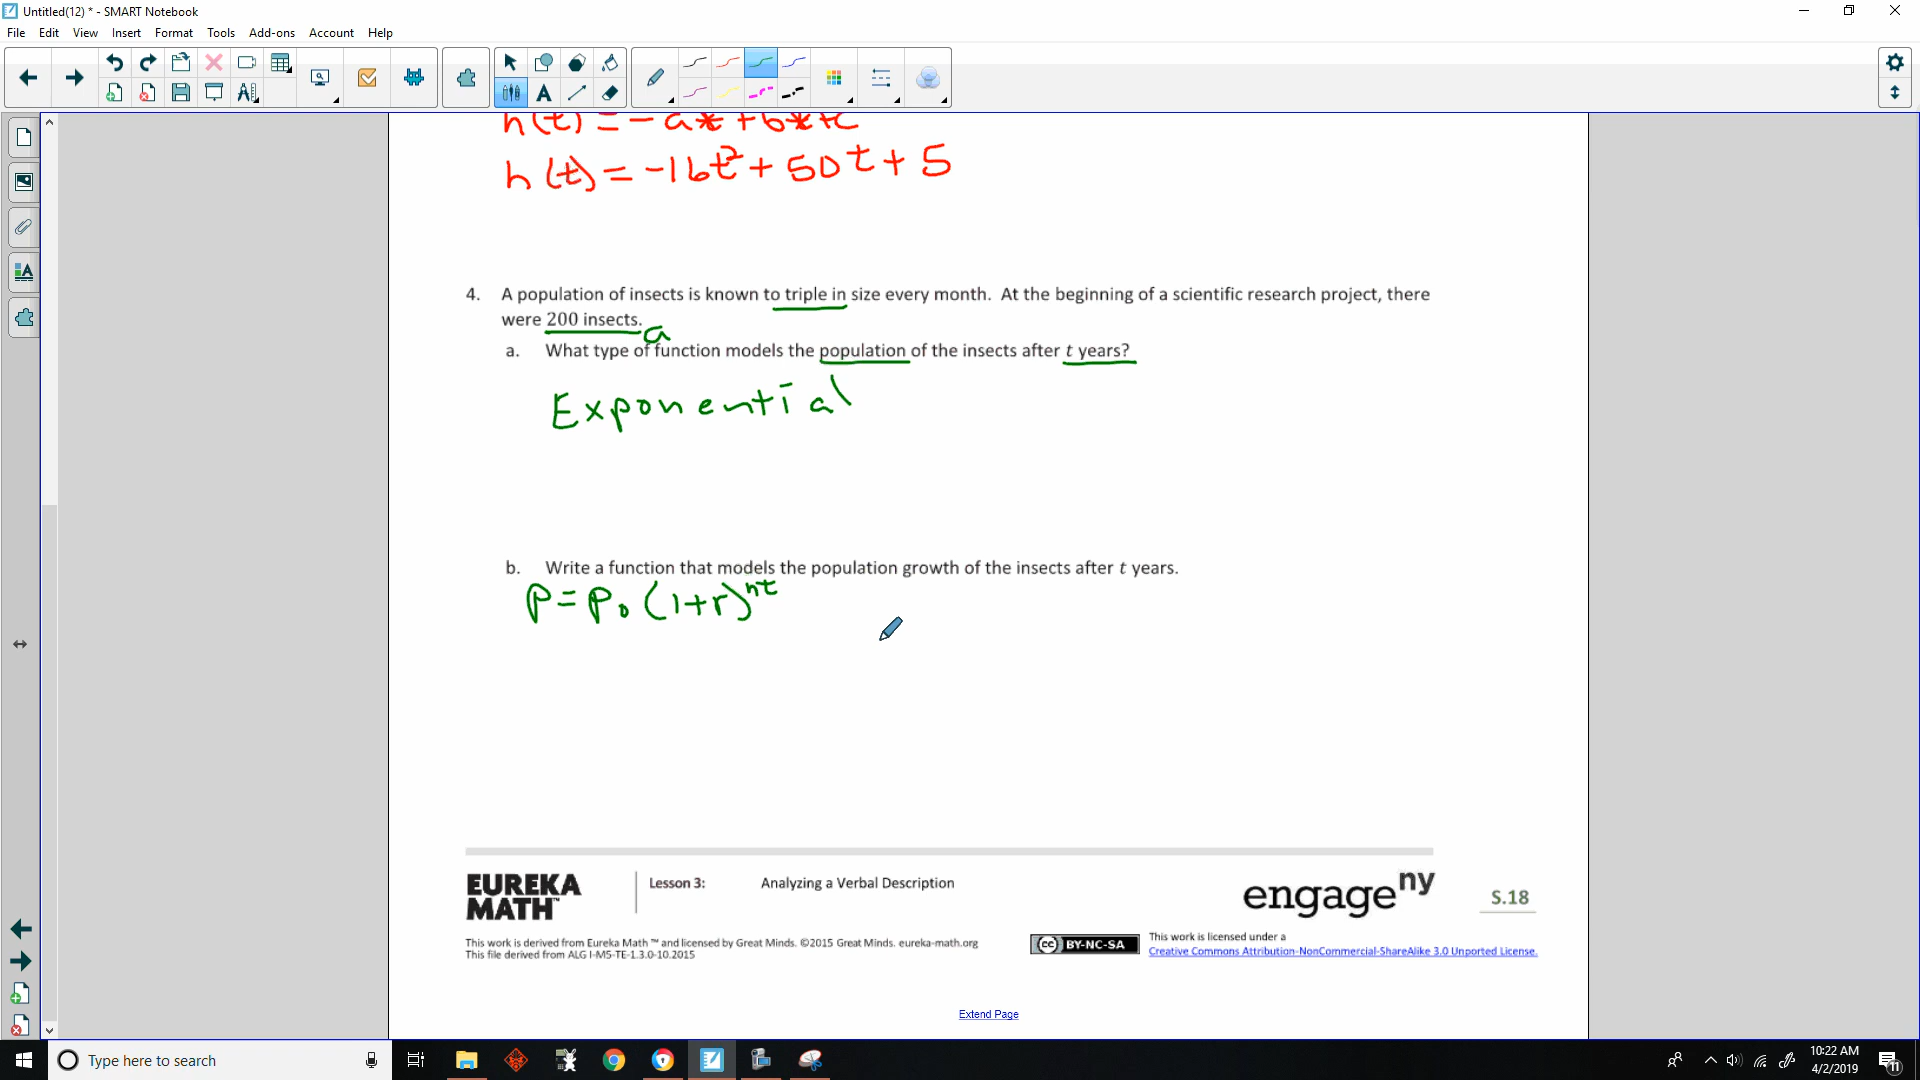 Untitled(12) * - SMART Notebook
File Edit View Insert Format Tools Add-ons Account Help
h(t) = -16t² + 50t + 5
4. A population of insects is known to triple in size every month. At the beginning of a scientific research project, there
were 200 insects.
a
a. What type of function models the population of the insects after t years?
Exponential
b. Write a function that models the population growth of the insects after t years.
P = P₀ (1+r)ⁿᵗ
EUREKA
MATH™
Lesson 3: Analyzing a Verbal Description
engageny
S.18
This work is derived from Eureka Math ™ and licensed by Great Minds. ©2015 Great Minds. eureka-math.org
This file derived from ALG I-M5-TE-1.3.0-10.2015
cc BY-NC-SA
This work is licensed under a
Creative Commons Attribution-NonCommercial-ShareAlike 3.0 Unported License.
Extend Page
Type here to search
10:22 AM
4/2/2019
11